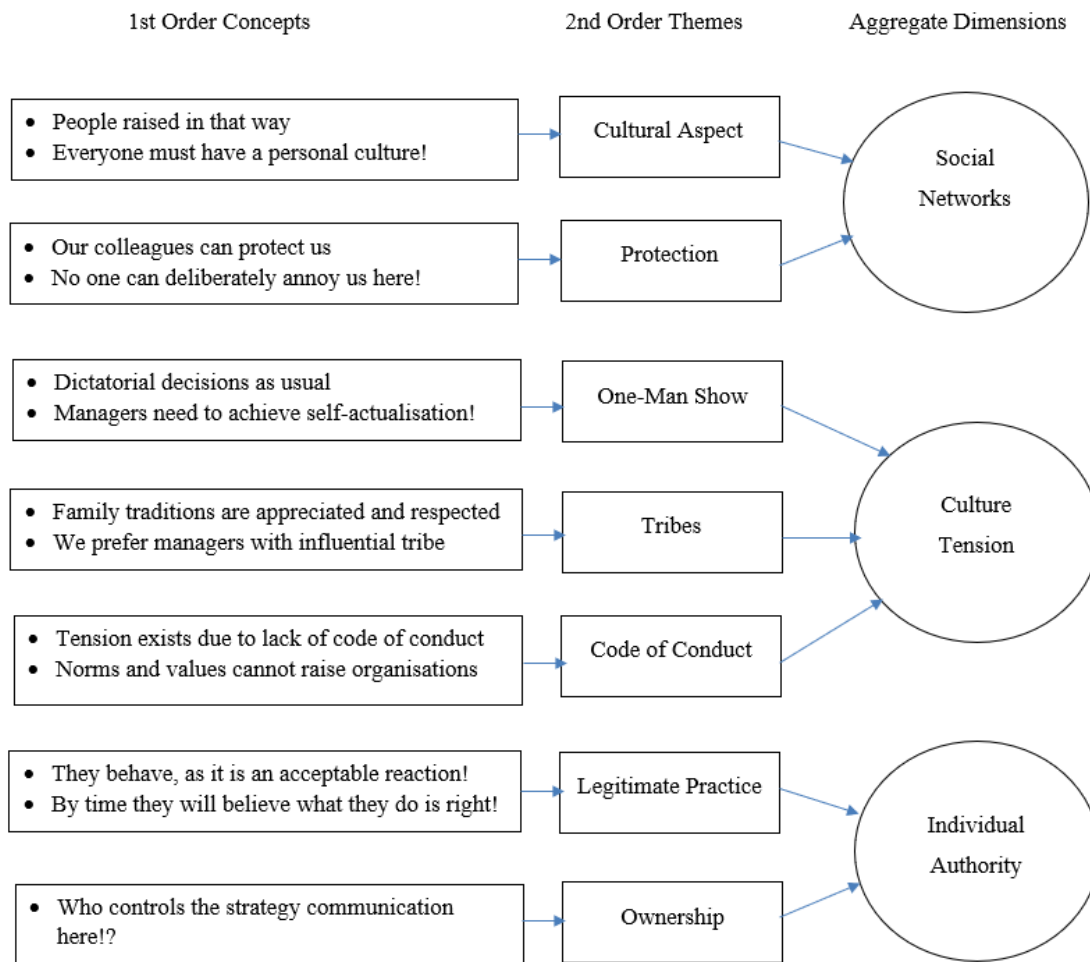 1st Order Concepts
2nd Order Themes
Aggregate Dimensions
• People raised in that way
• Everyone must have a personal culture!
Cultural Aspect
Social
Networks
• Our colleagues can protect us
• No one can deliberately annoy us here!
Protection
• Dictatorial decisions as usual
• Managers need to achieve self-actualisation!
One-Man Show
• Family traditions are appreciated and respected
• We prefer managers with influential tribe
Tribes
Culture
Tension
• Tension exists due to lack of code of conduct
• Norms and values cannot raise organisations
Code of Conduct
• They behave, as it is an acceptable reaction!
• By time they will believe what they do is right!
Legitimate Practice
Individual
Authority
• Who controls the strategy communication
here!?
Ownership